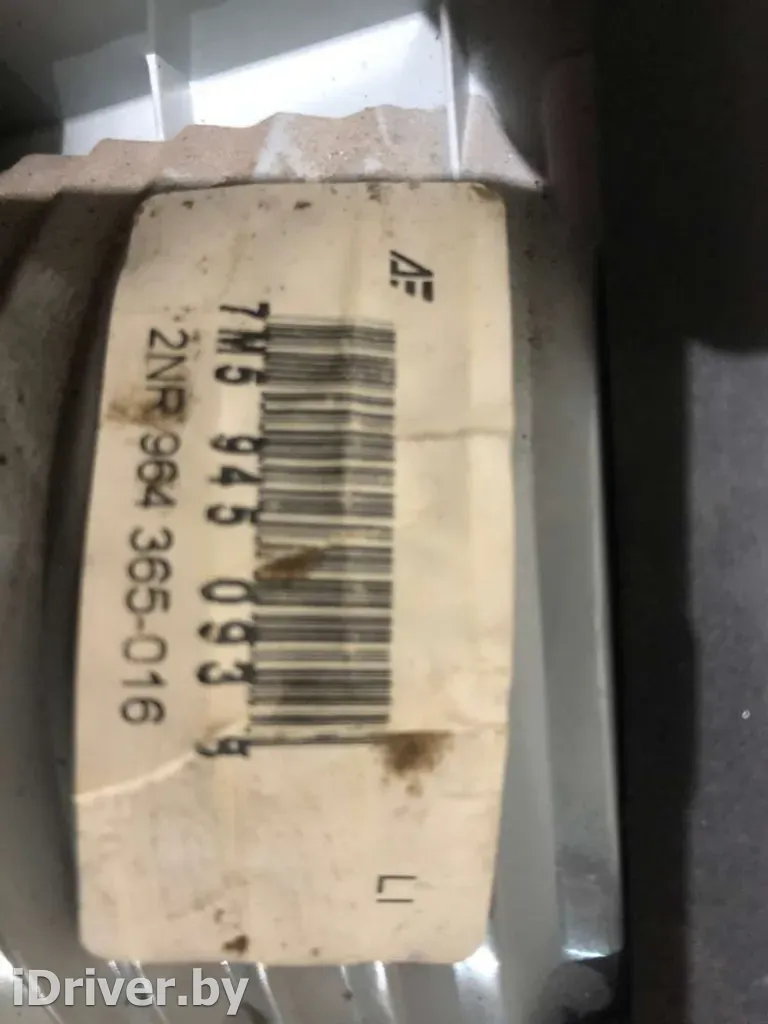 AE
7M5 945 093
2NR 964 365-016
LI
iDriver.by